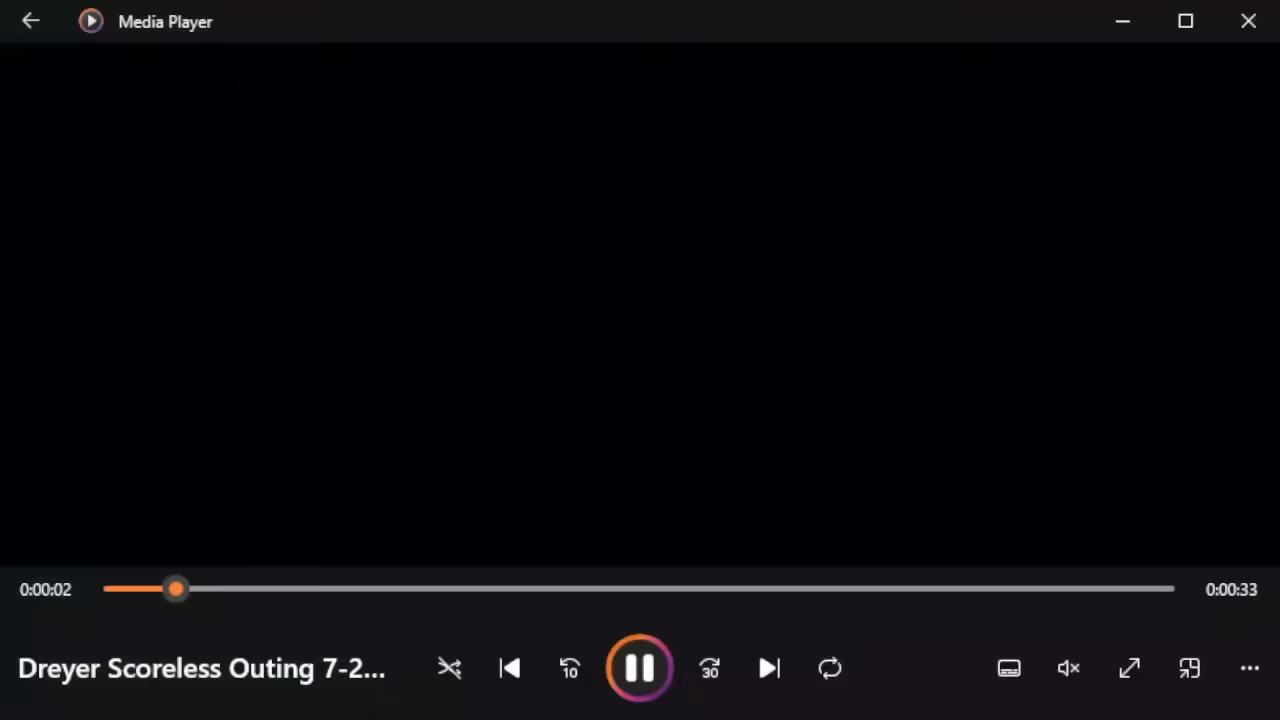 Media Player
0:00:02
0:00:33
Dreyer Scoreless Outing 7-2...
10
30